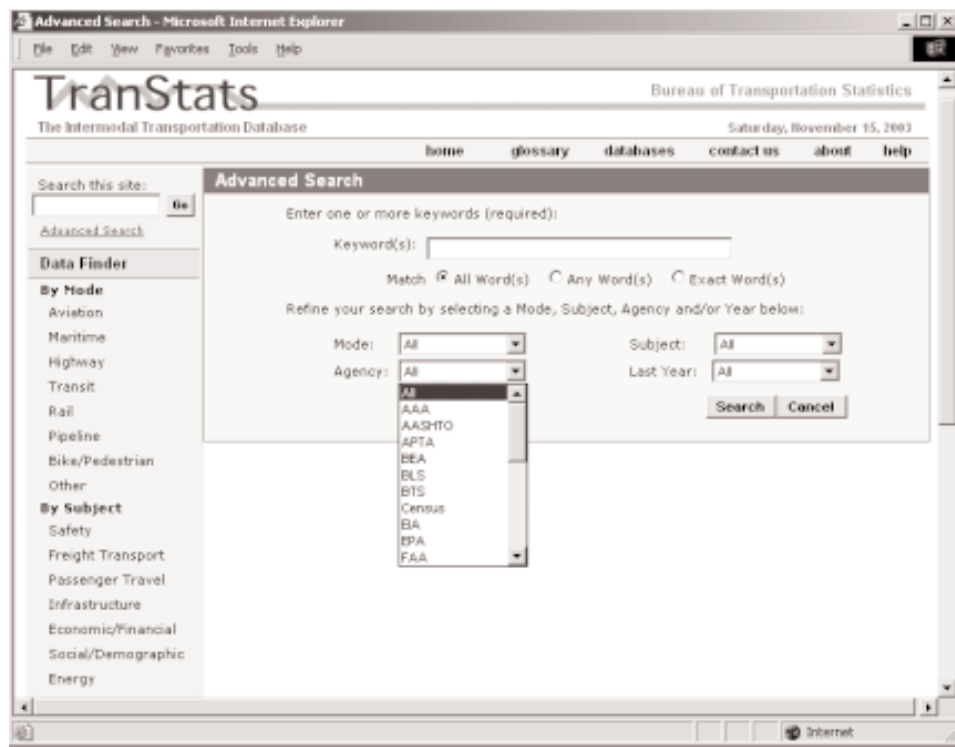 Advanced Search - Microsoft Internet Explorer
File Edit View Favorites Tools Help
TranStats
Bureau of Transportation Statistics
The Intermodal Transportation Database
Saturday, November 15, 2003
home glossary databases contact us about help
Search this site:
Go
Advanced Search
Data Finder
By Mode
Aviation
Maritime
Highway
Transit
Rail
Pipeline
Bike/Pedestrian
Other
By Subject
Safety
Freight Transport
Passenger Travel
Infrastructure
Economic/Financial
Social/Demographic
Energy
Advanced Search
Enter one or more keywords (required):
Keyword(s):
Match All Word(s) Any Word(s) Exact Word(s)
Refine your search by selecting a Mode, Subject, Agency and/or Year below:
Mode: All Subject: All
Agency: All Last Year: All
Search Cancel
All
AAA
AASHTO
APTA
BEA
BLS
BTS
Census
EIA
EPA
FAA
Internet